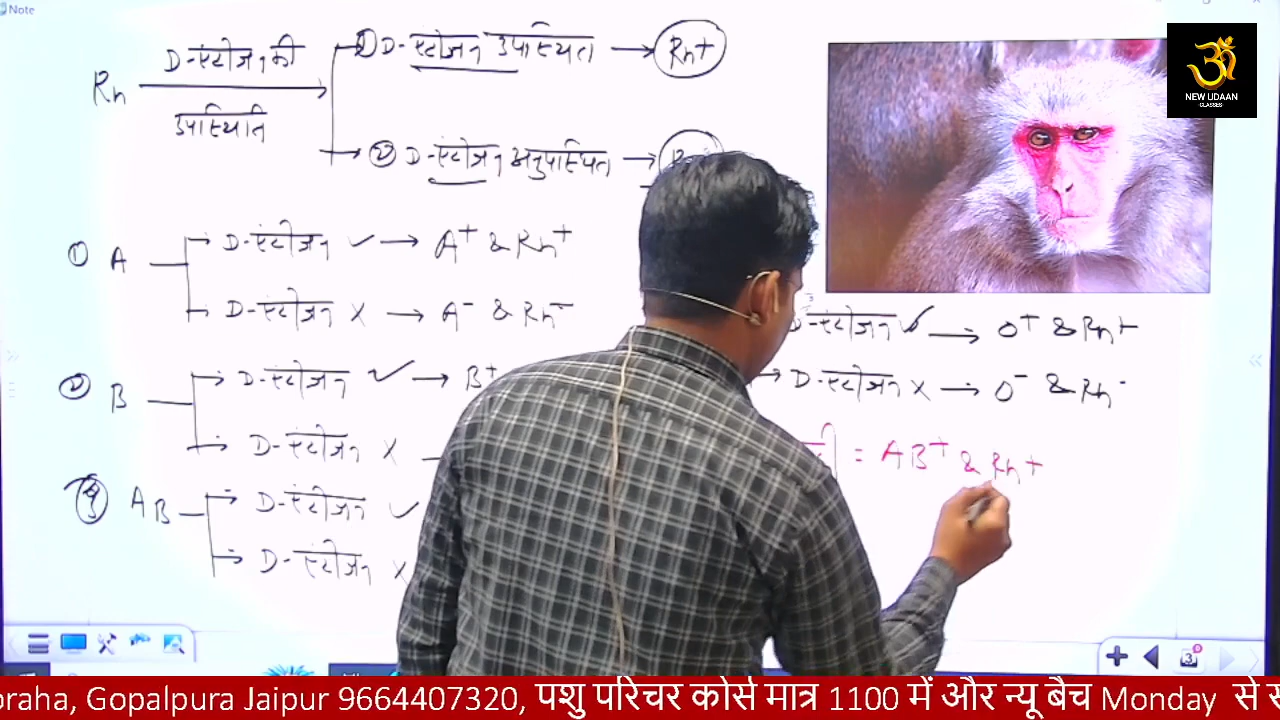 Note
D-एंटीजन की
Rh
उपस्थिति
① D-एंटीजन उपस्थित → Rh+
② D-एंटीजन अनुपस्थित →
① A
D-एंटीजन ✓ → A+ & Rh+
D-एंटीजन X → A- & Rh-
② B
D-एंटीजन ✓ → B+
D-एंटीजन X
AB
D-एंटीजन ✓
D-एंटीजन X
D-एंटीजन ✓ → O+ & Rh+
D-एंटीजन X → O- & Rh-
= AB+ & Rh+
ॐ
NEW UDAAN
CLASSES
3
Gopalpura Jaipur 9664407320, पशु परिचर कोर्स मात्र 1100 में और न्यू बैच Monday से